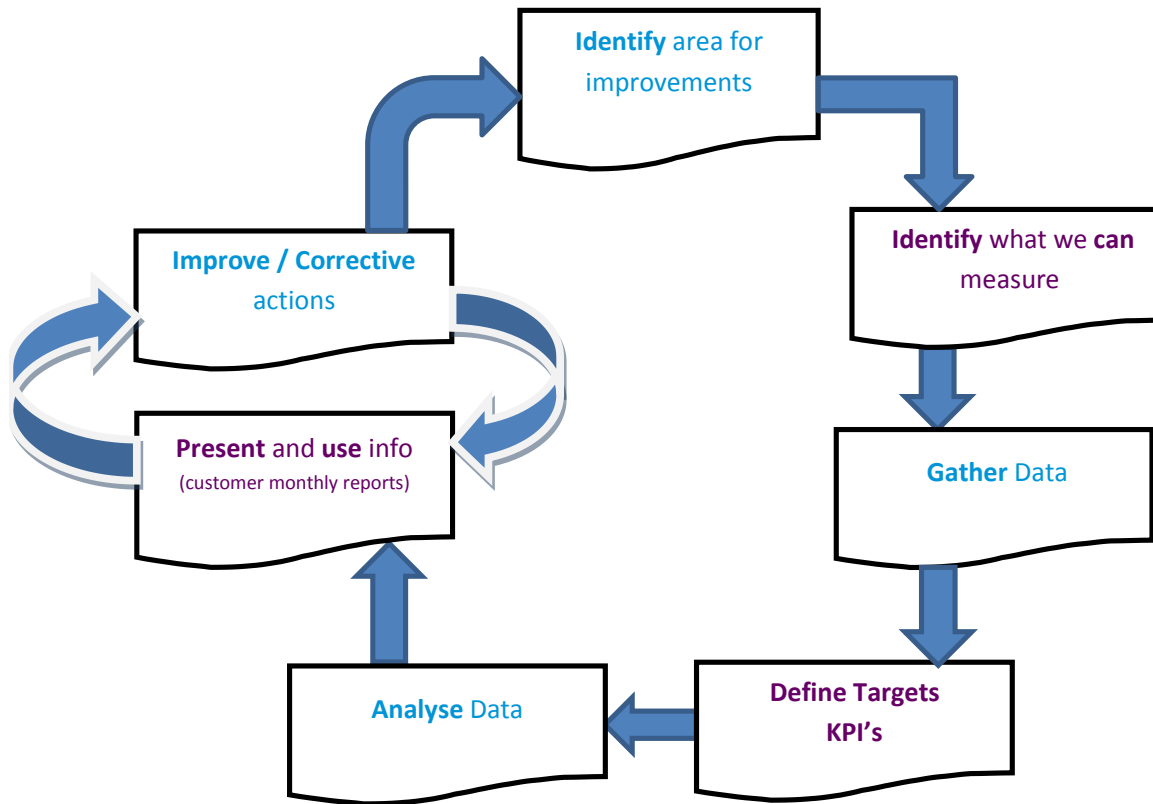 Identify area for
improvements
Identify what we can
measure
Gather Data
Define Targets
KPI’s
Analyse Data
Present and use info
(customer monthly reports)
Improve / Corrective
actions